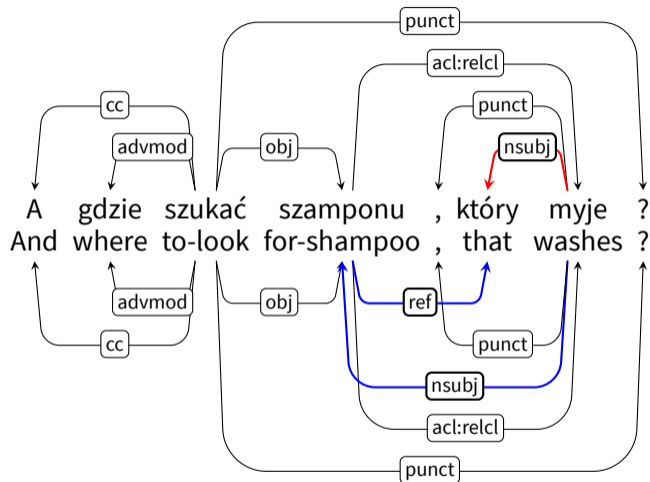 punct
acl:relcl
cc punct
advmod obj nsubj
A gdzie szukać szamponu , który myje ?
And where to-look for-shampoo , that washes ?
advmod obj ref
cc punct
nsubj
acl:relcl
punct